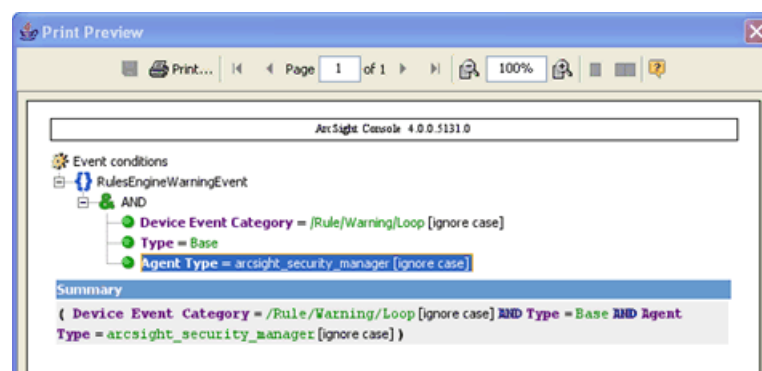 Print Preview
Print... Page 1 of 1 100%
ArcSight Console 4.0.0.5131.0
Event conditions
RulesEngineWarningEvent
AND
Device Event Category = /Rule/Warning/Loop [ignore case]
Type = Base
Agent Type = arcsight_security_manager [ignore case]
Summary
( Device Event Category = /Rule/Warning/Loop [ignore case] AND Type = Base AND Agent
Type = arcsight_security_manager [ignore case] )